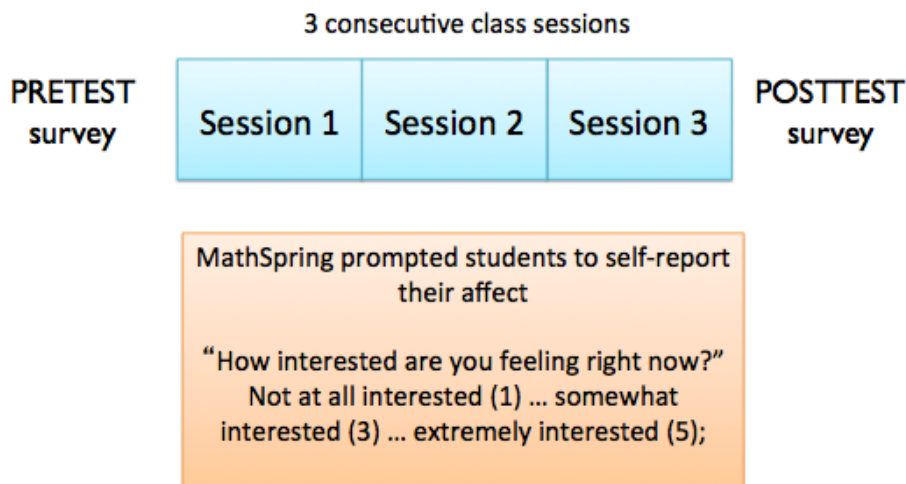 3 consecutive class sessions
PRETEST
survey
Session 1
Session 2
Session 3
POSTTEST
survey
MathSpring prompted students to self-report
their affect
“How interested are you feeling right now?”
Not at all interested (1) ... somewhat
interested (3) ... extremely interested (5);